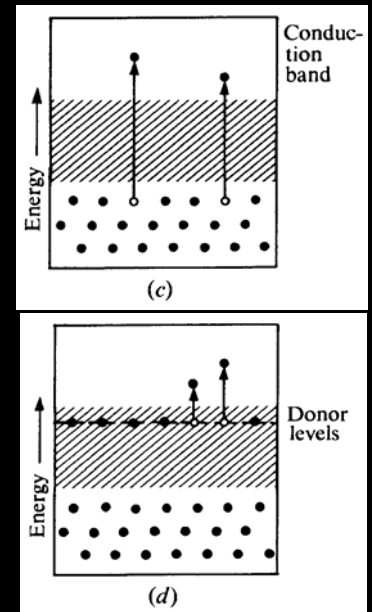 Conduc-
tion
band
Energy
(c)
Donor
levels
Energy
(d)